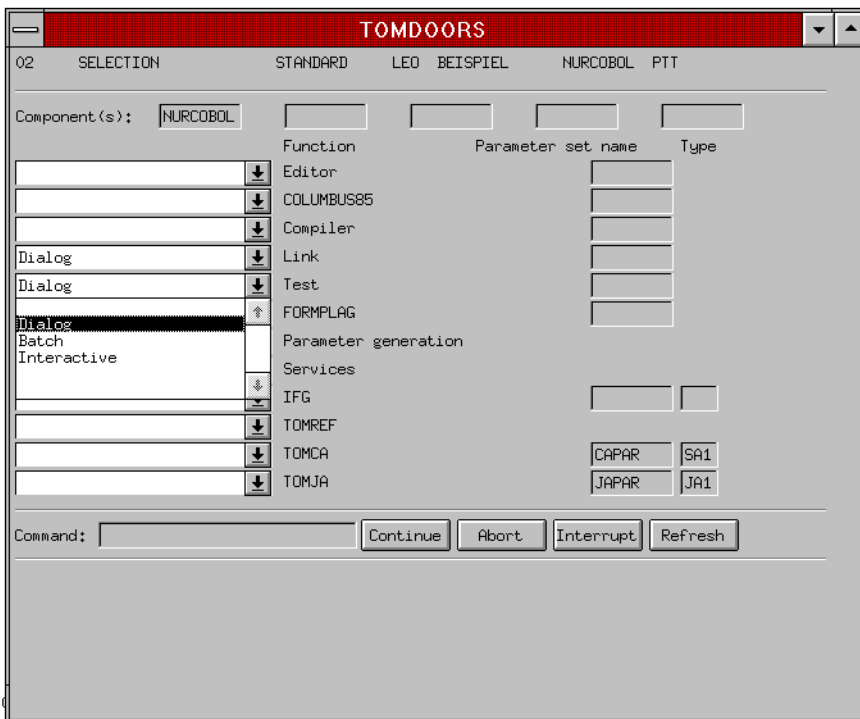 TOMDOORS
02 SELECTION STANDARD LEO BEISPIEL NURCOBOL PTT
Component(s): NURCOBOL
Function Parameter set name Type
Editor
COLUMBUS85
Compiler
Dialog Link
Dialog Test
FORMPLAG
Dialog
Batch Parameter generation
Interactive
Services
IFG
TOMREF
TOMCA CAPAR SA1
TOMJA JAPAR JA1
Command: Continue Abort Interrupt Refresh